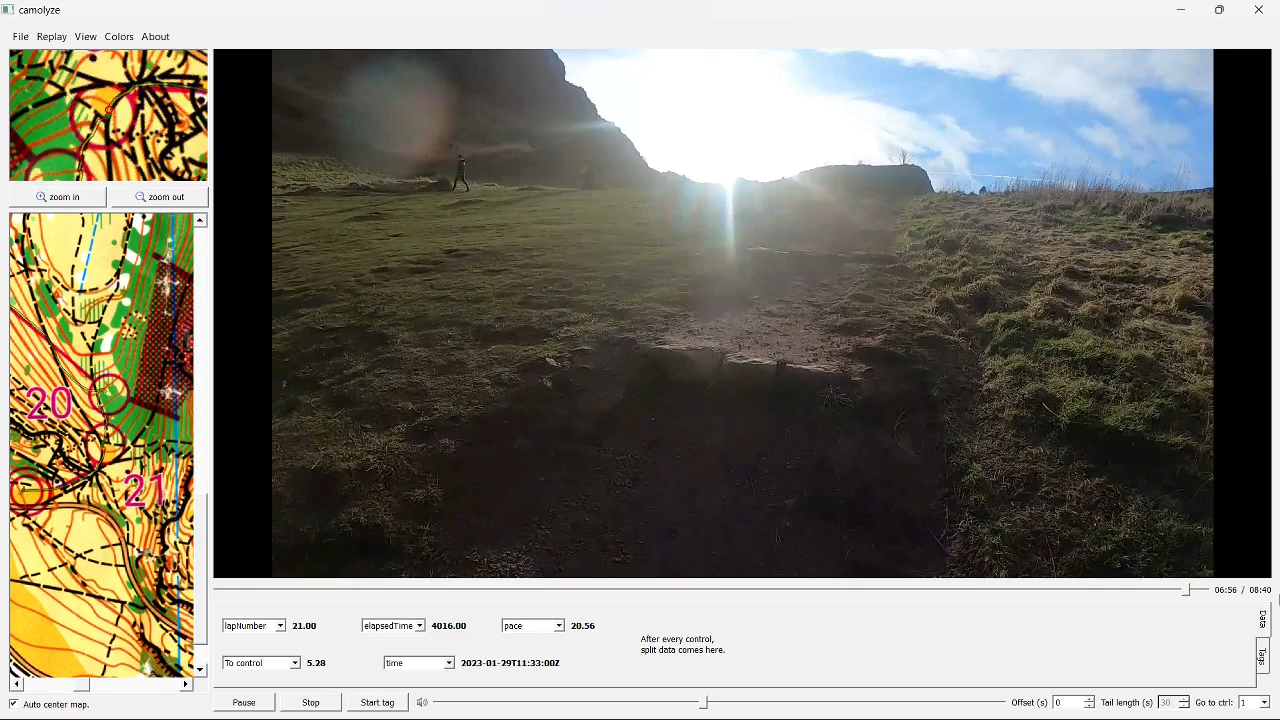 camolyze
File Replay View Colors About
zoom in zoom out
20
21
06:56 / 08:40
lapNumber 21.00 elapsedTime 4016.00 pace 20.56
After every control,
split data comes here.
To control 5.28 time 2023-01-29T11:33:00Z
Data
Tags
Auto center map.
Pause Stop Start tag Offset (s) 0 Tail length (s) 30 Go to ctrl: 1